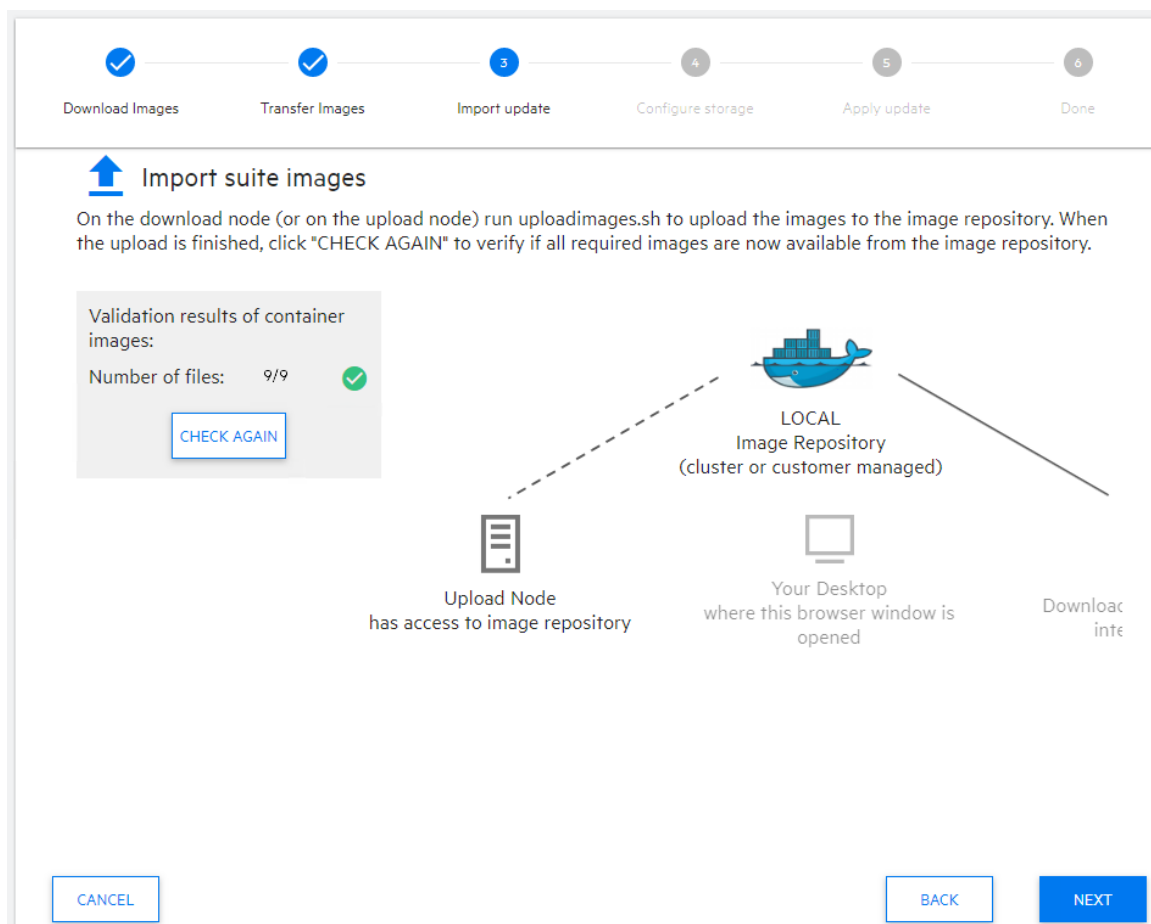 3
4
5
6
Download Images
Transfer Images
Import update
Configure storage
Apply update
Done
Import suite images
On the download node (or on the upload node) run uploadimages.sh to upload the images to the image repository. When
the upload is finished, click "CHECK AGAIN" to verify if all required images are now available from the image repository.
Validation results of container
images:
Number of files: 9/9
CHECK AGAIN
LOCAL
Image Repository
(cluster or customer managed)
Upload Node
has access to image repository
Your Desktop
where this browser window is
opened
Download
CANCEL
BACK
NEXT